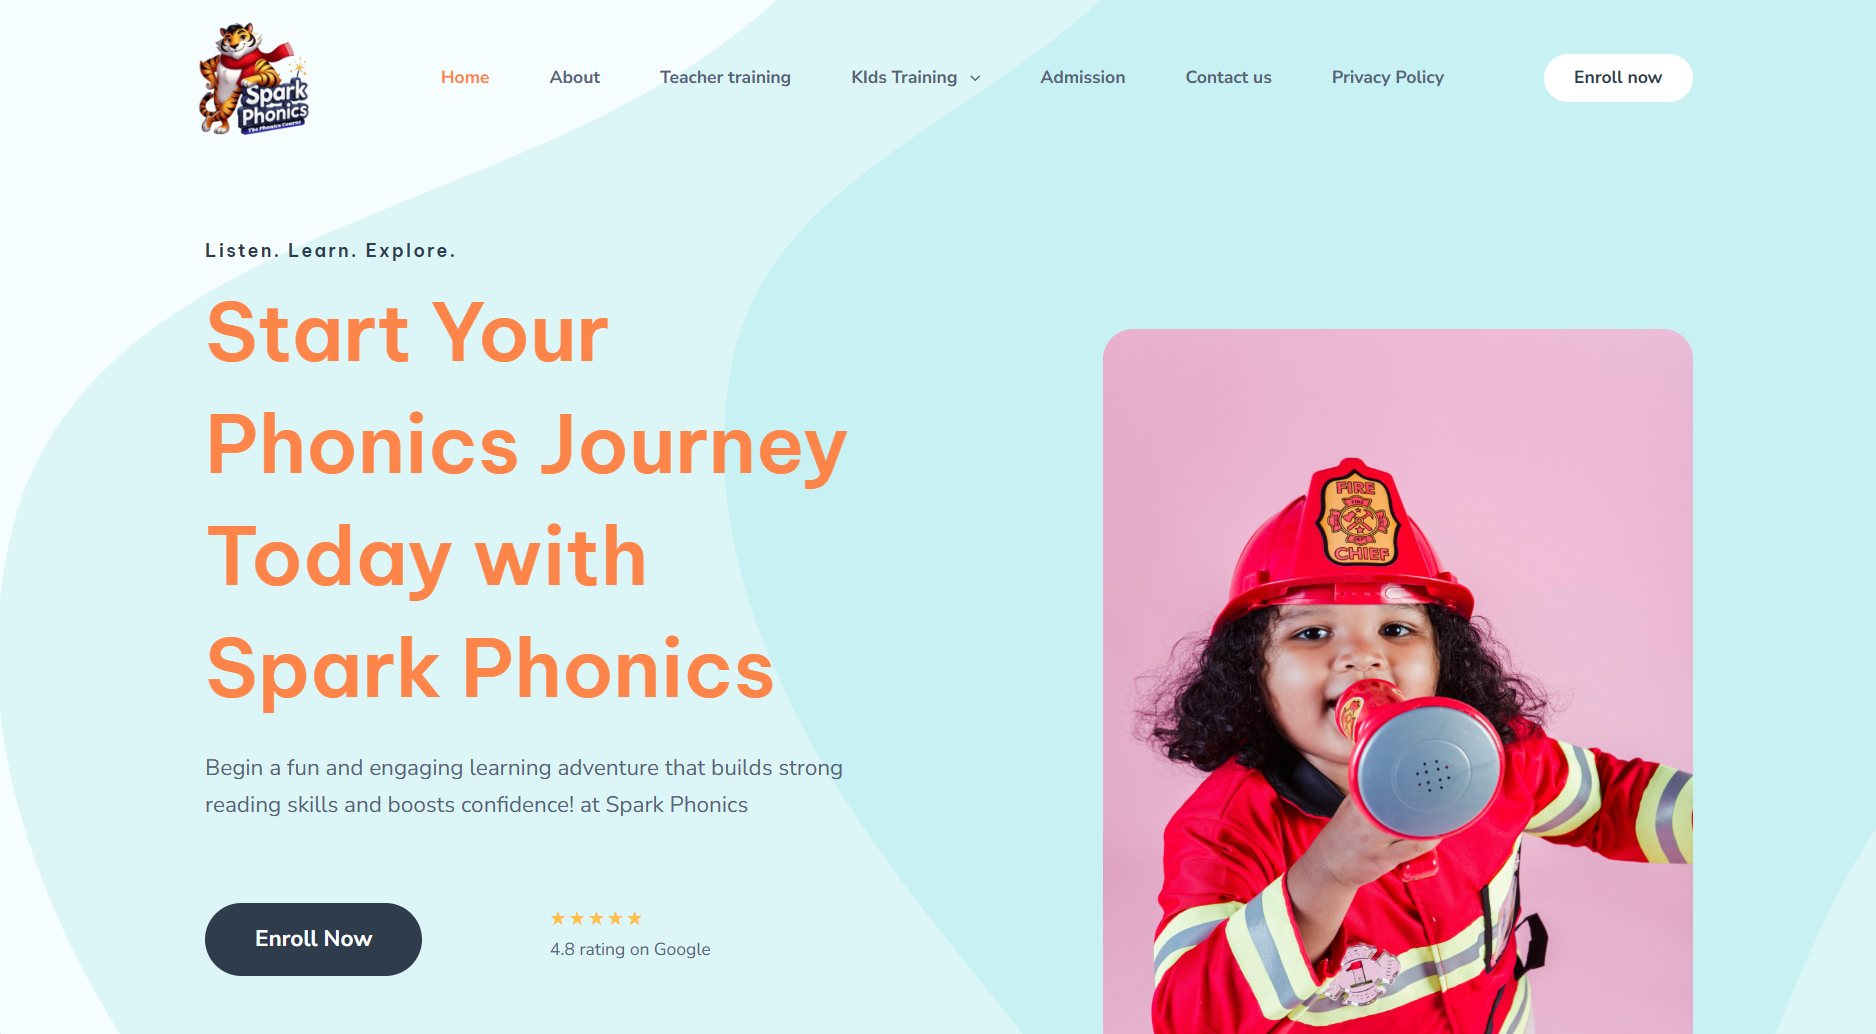 Spark
Phonics
The Phonics Course
Home
About
Teacher training
KIds Training
Admission
Contact us
Privacy Policy
Enroll now
Listen. Learn. Explore.
Start Your
Phonics Journey
Today with
Spark Phonics
Begin a fun and engaging learning adventure that builds strong
reading skills and boosts confidence! at Spark Phonics
Enroll Now
4.8 rating on Google
FIRE
FIRE
DEPT
CHIEF